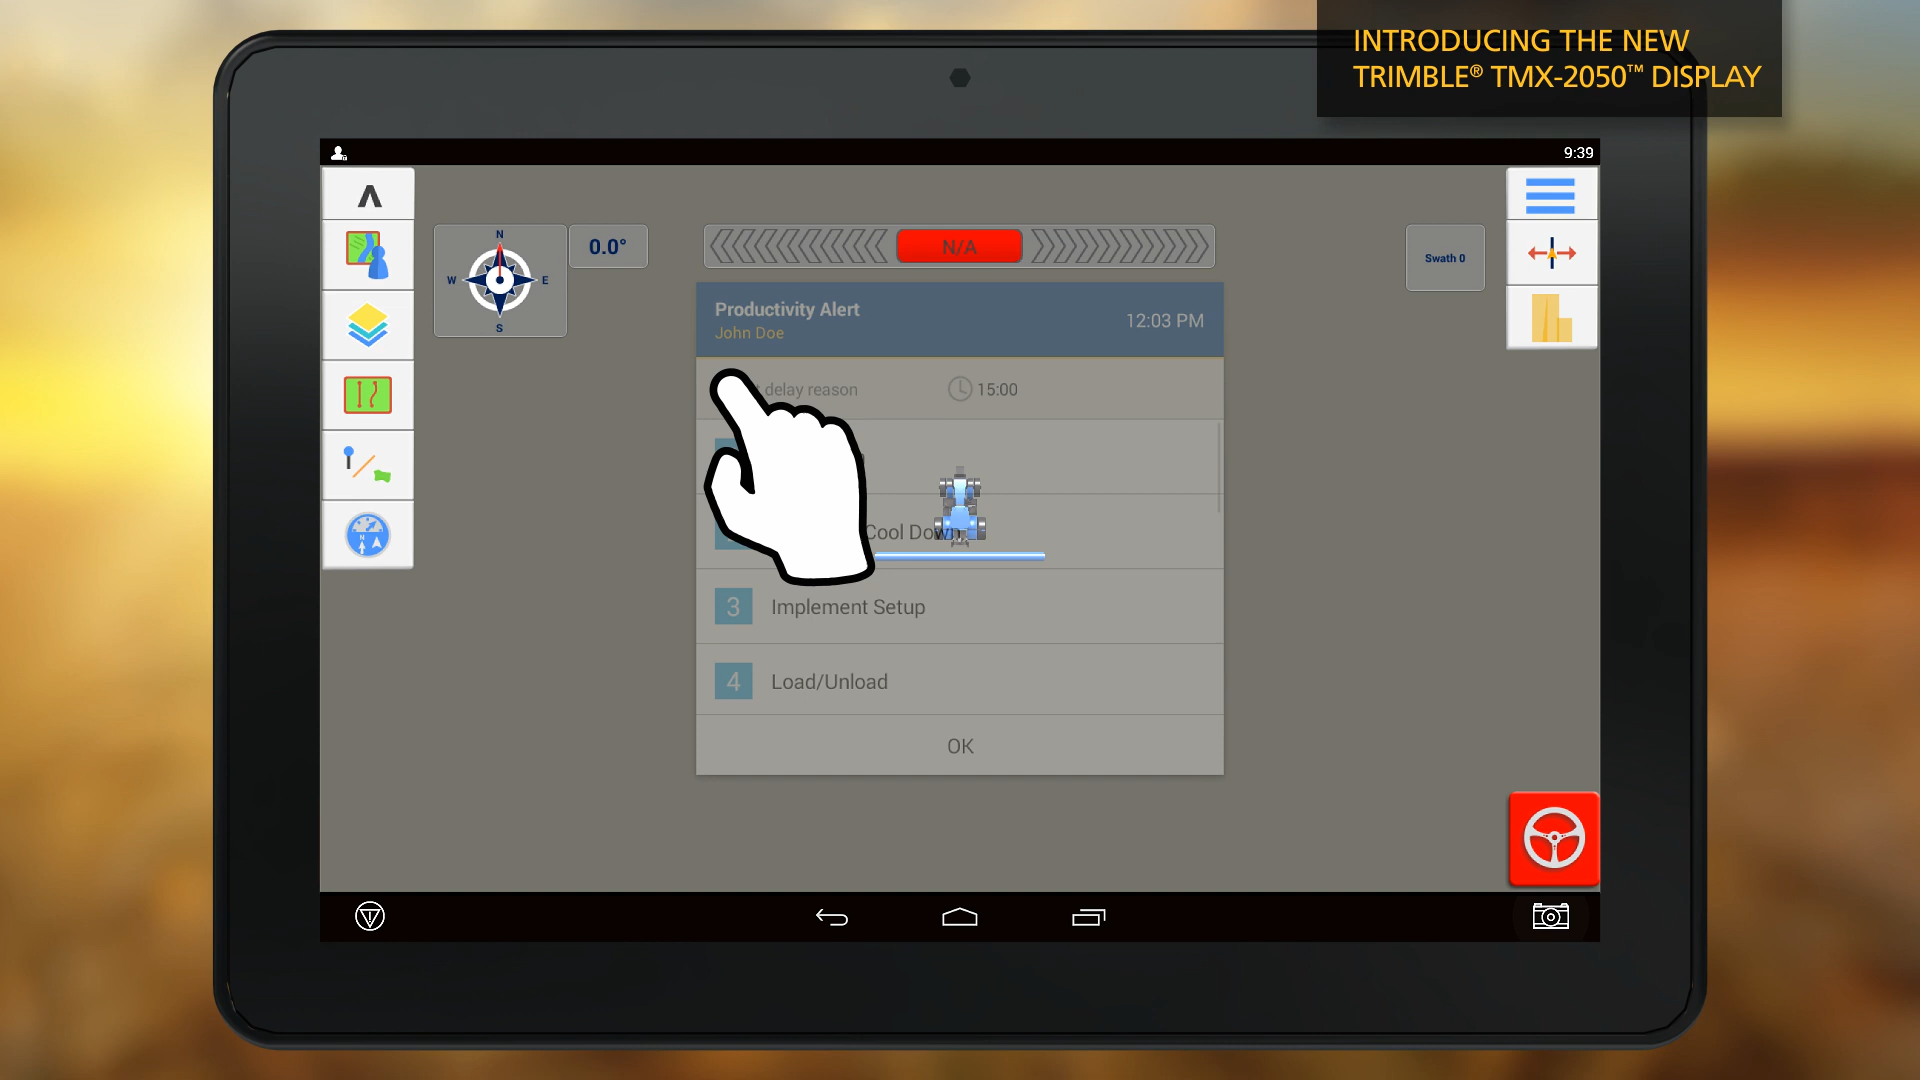 INTRODUCING THE NEW
TRIMBLE® TMX-2050™ DISPLAY
9:39
N
W E
S
0.0°
N/A
Swath 0
Productivity Alert
John Doe
12:03 PM
delay reason
15:00
Cool Down
3 Implement Setup
4 Load/Unload
OK
N